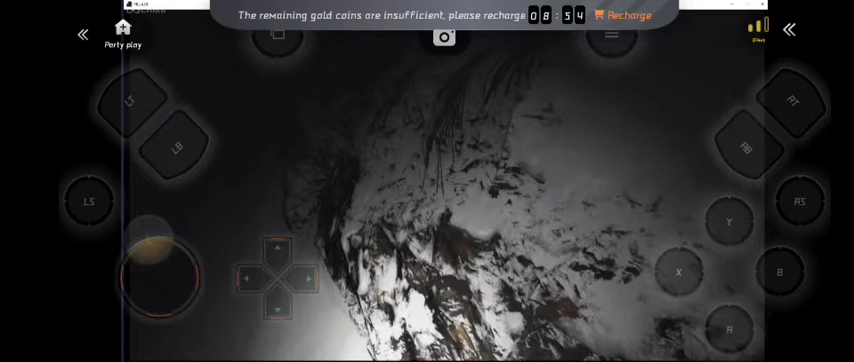 The remaining gold coins are insufficient, please recharge 08:54 Recharge
Party play
LT
LB
LS
RT
RB
RS
Y
X
B
A